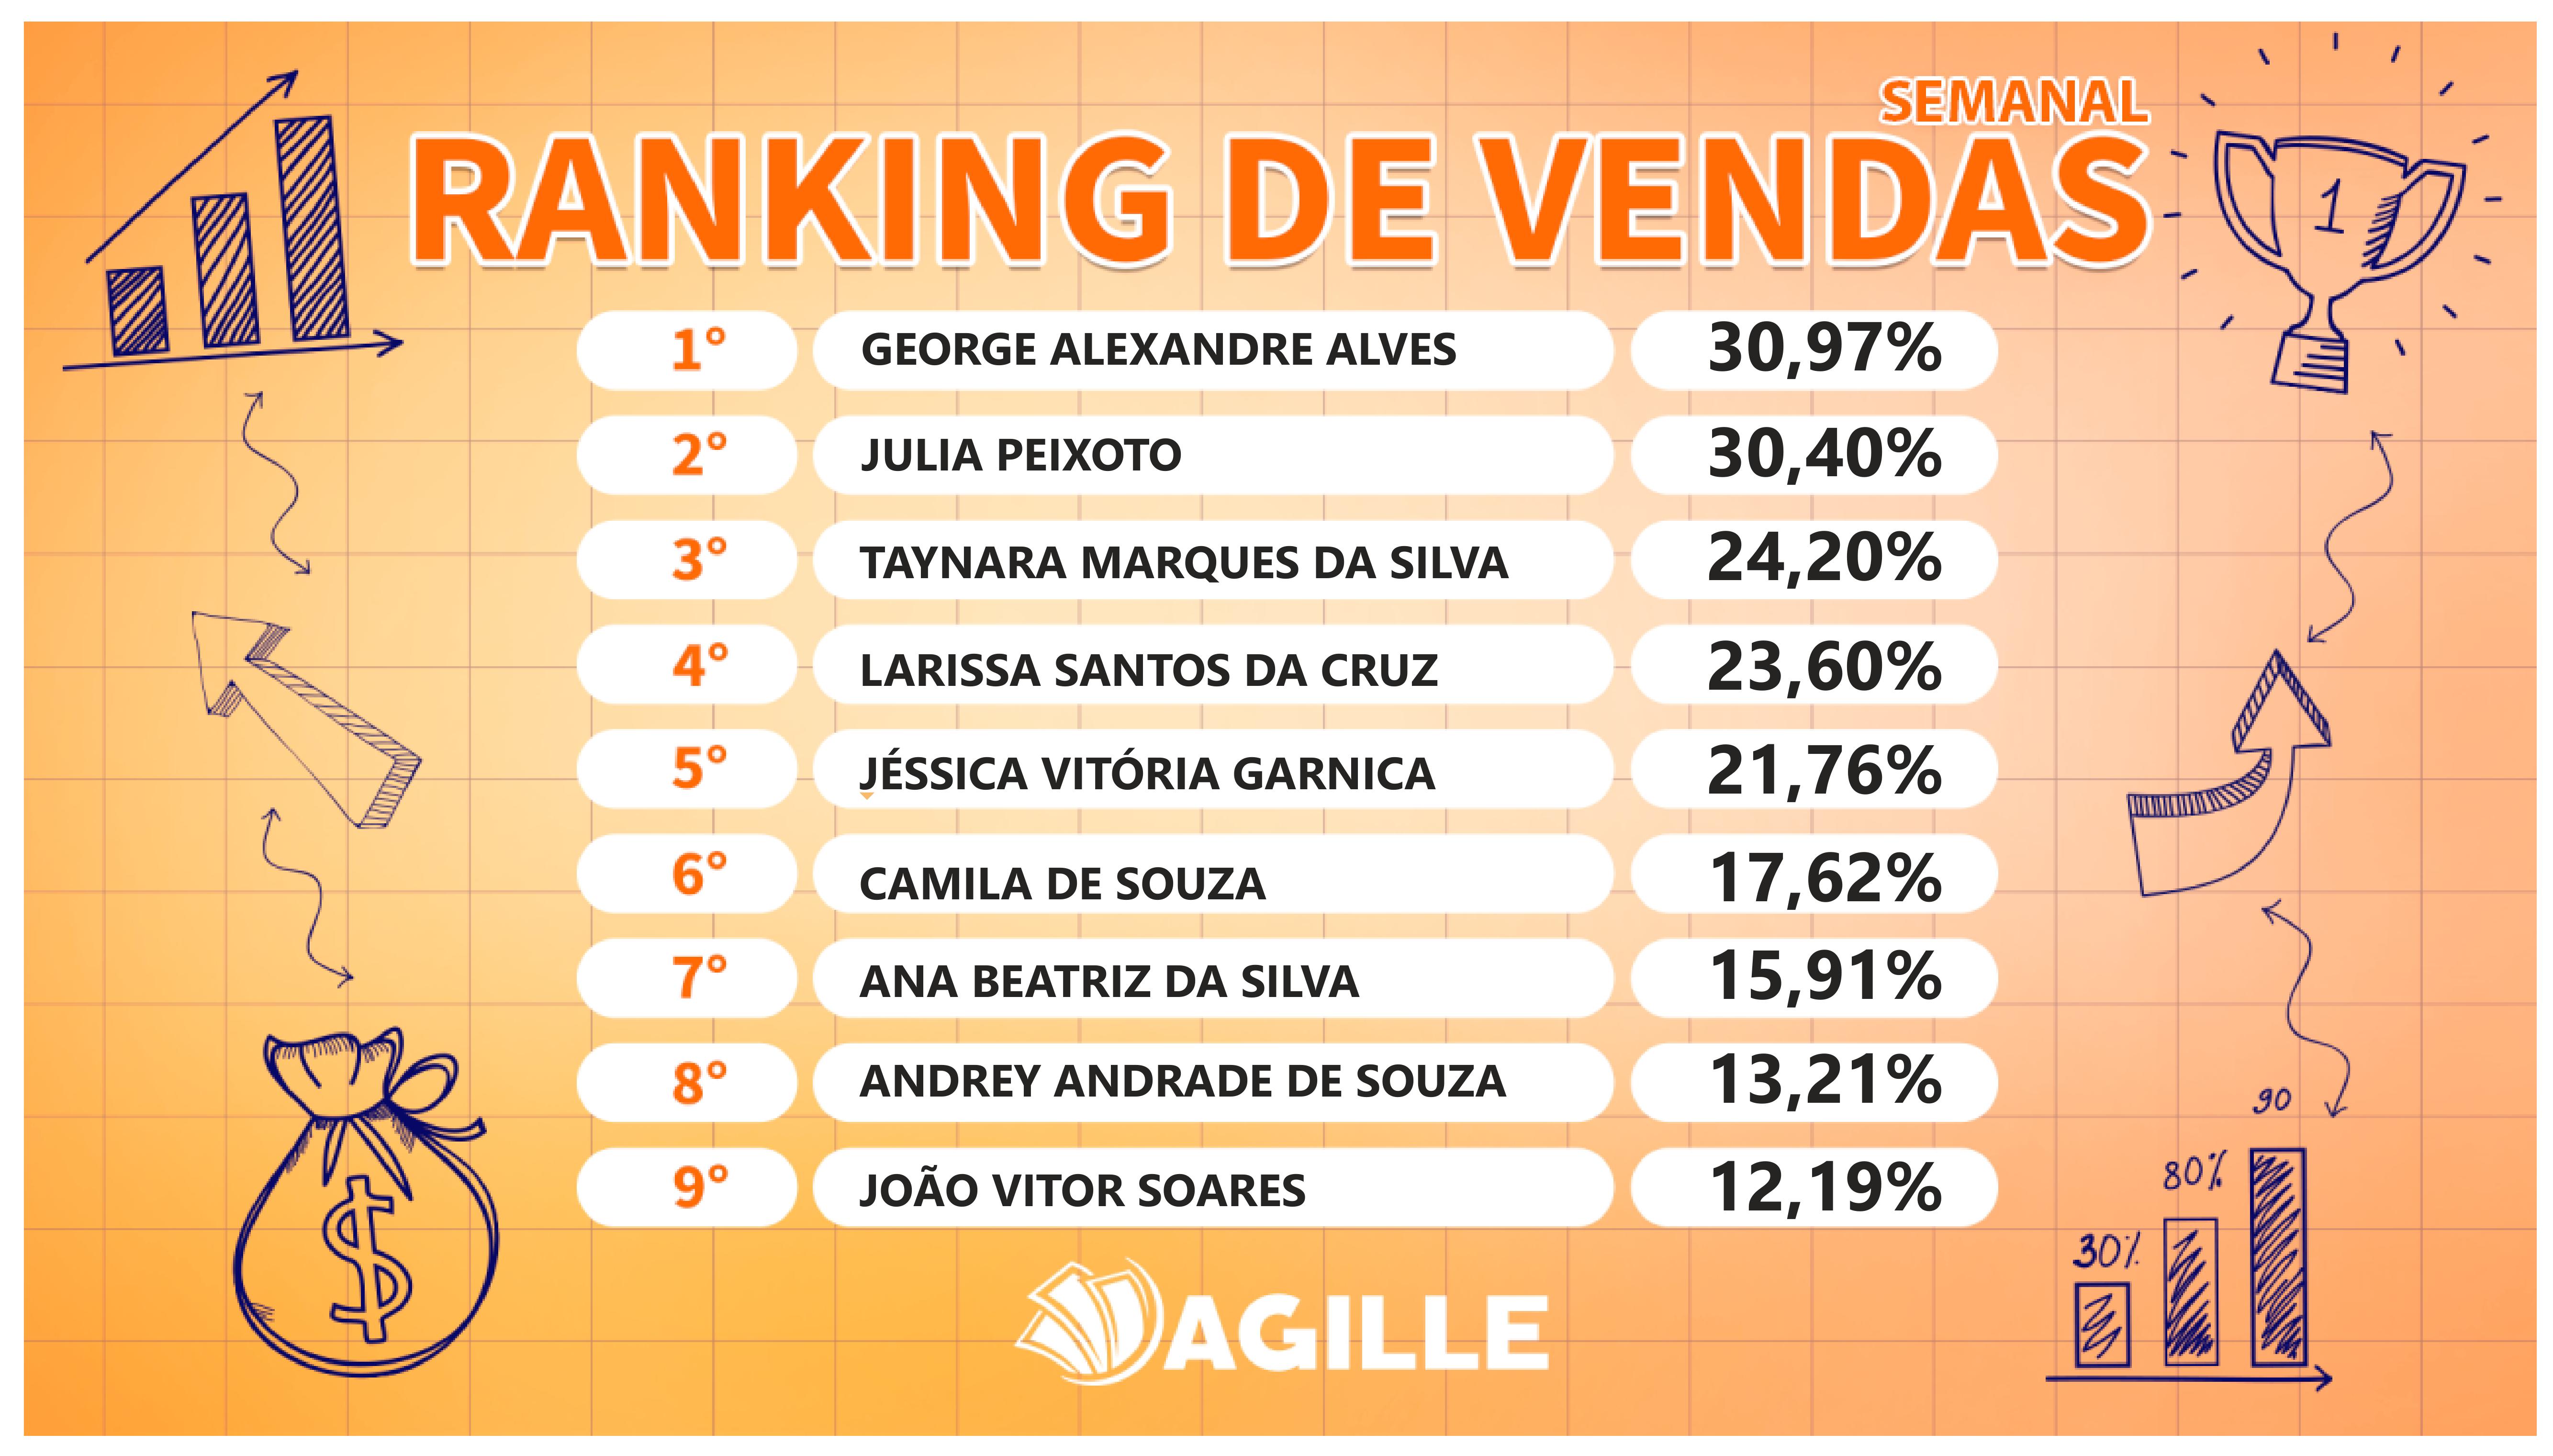 SEMANAL
RANKING DE VENDAS
1
1° GEORGE ALEXANDRE ALVES 30,97%
2° JULIA PEIXOTO 30,40%
3° TAYNARA MARQUES DA SILVA 24,20%
4° LARISSA SANTOS DA CRUZ 23,60%
5° JÉSSICA VITÓRIA GARNICA 21,76%
6° CAMILA DE SOUZA 17,62%
7° ANA BEATRIZ DA SILVA 15,91%
8° ANDREY ANDRADE DE SOUZA 13,21%
9° JOÃO VITOR SOARES 12,19%
$
90
80%
30%
AGILLE